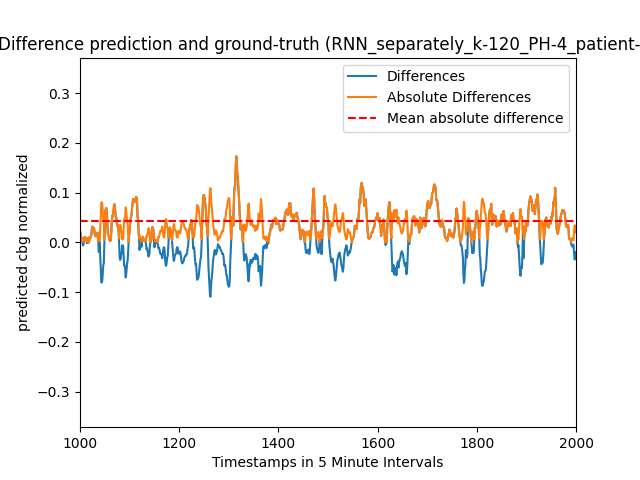 Difference prediction and ground-truth (RNN_separately_k-120_PH-4_patient-
Differences
Absolute Differences
Mean absolute difference
predicted cbg normalized
0.3
0.2
0.1
0.0
−0.1
−0.2
−0.3
1000 1200 1400 1600 1800 2000
Timestamps in 5 Minute Intervals